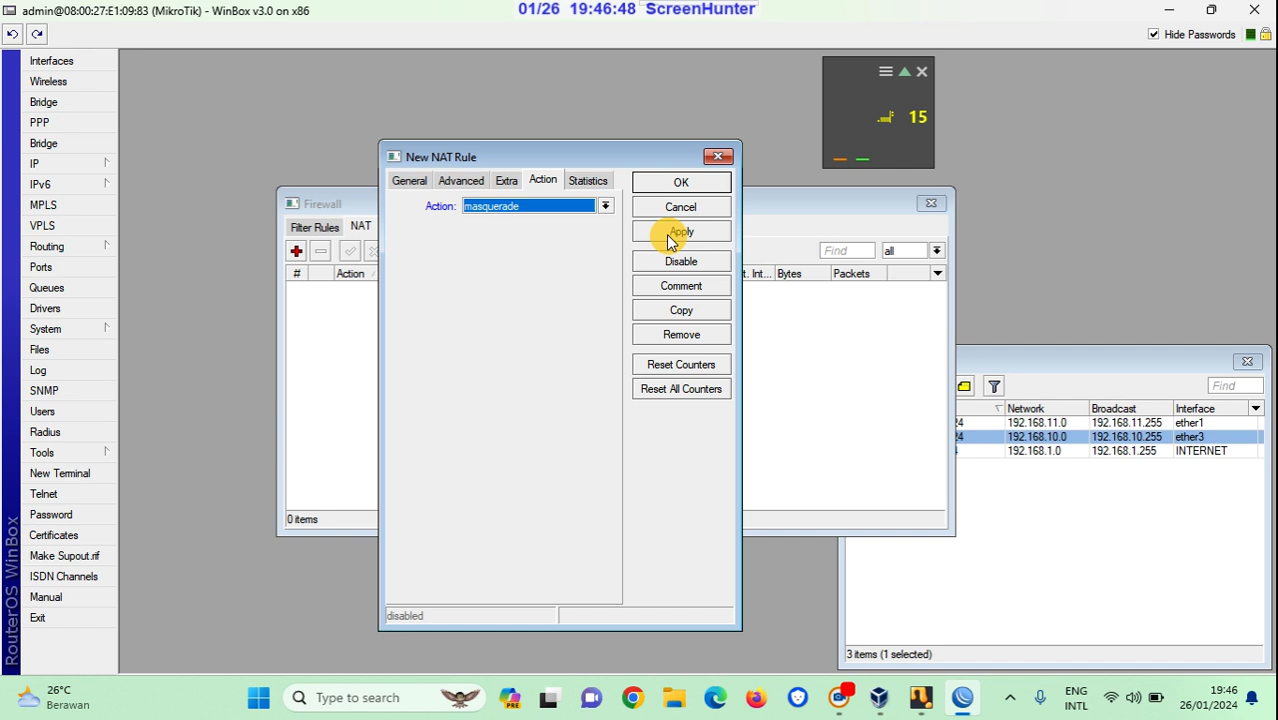 admin@08:00:27:E1:09:83 (MikroTik) - WinBox v3.0 on x86
01/26 19:46:48 ScreenHunter
Hide Passwords
Interfaces
Wireless
Bridge
PPP
Bridge
IP
IPv6
MPLS
VPLS
Routing
Ports
Queues
Drivers
System
Files
Log
SNMP
Users
Radius
Tools
New Terminal
Telnet
Password
Certificates
Make Supout.rif
ISDN Channels
Manual
Exit
RouterOS WinBox
15
Firewall
Filter Rules NAT
Find all
# Action t. Int... Bytes Packets
0 items
New NAT Rule
General Advanced Extra Action Statistics
Action: masquerade
OK
Cancel
Apply
Disable
Comment
Copy
Remove
Reset Counters
Reset All Counters
disabled
Find
Network Broadcast Interface
24 192.168.11.0 192.168.11.255 ether1
24 192.168.10.0 192.168.10.255 ether3
192.168.1.0 192.168.1.255 INTERNET
3 items (1 selected)
26°C
Berawan
Type to search
PRE
ENG
INTL
19:46
26/01/2024